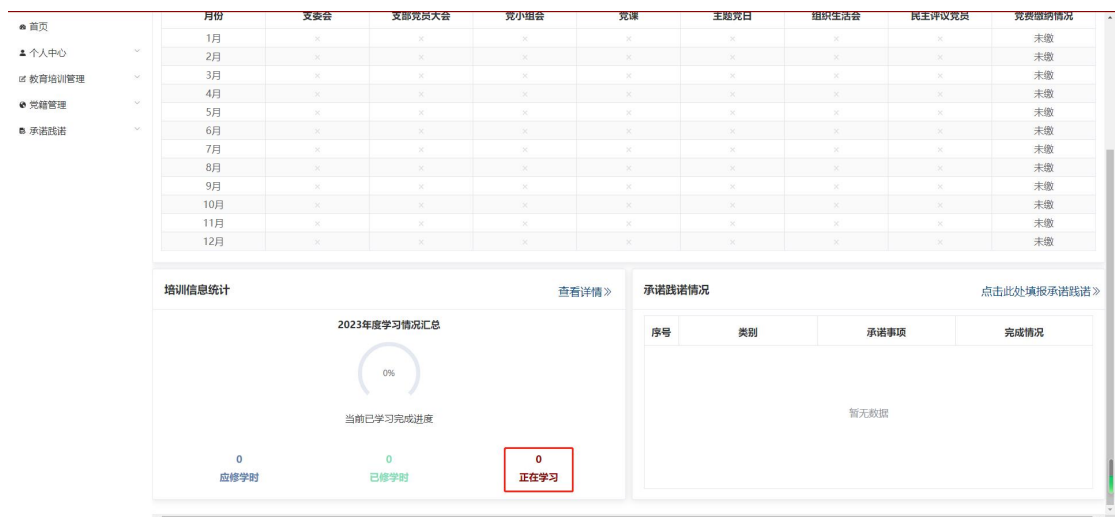 首页
个人中心
教育培训管理
党籍管理
承诺践诺
月份 支委会 支部党员大会 党小组会 党课 主题党日 组织生活会 民主评议党员 党费缴纳情况
1月 × × × × × × × 未缴
2月 × × × × × × × 未缴
3月 × × × × × × × 未缴
4月 × × × × × × × 未缴
5月 × × × × × × × 未缴
6月 × × × × × × × 未缴
7月 × × × × × × × 未缴
8月 × × × × × × × 未缴
9月 × × × × × × × 未缴
10月 × × × × × × × 未缴
11月 × × × × × × × 未缴
12月 × × × × × × × 未缴
培训信息统计 查看详情》
2023年度学习情况汇总
0%
当前已学习完成进度
0 0 0
应修学时 已修学时 正在学习
承诺践诺情况 点击此处填报承诺践诺》
序号 类别 承诺事项 完成情况
暂无数据